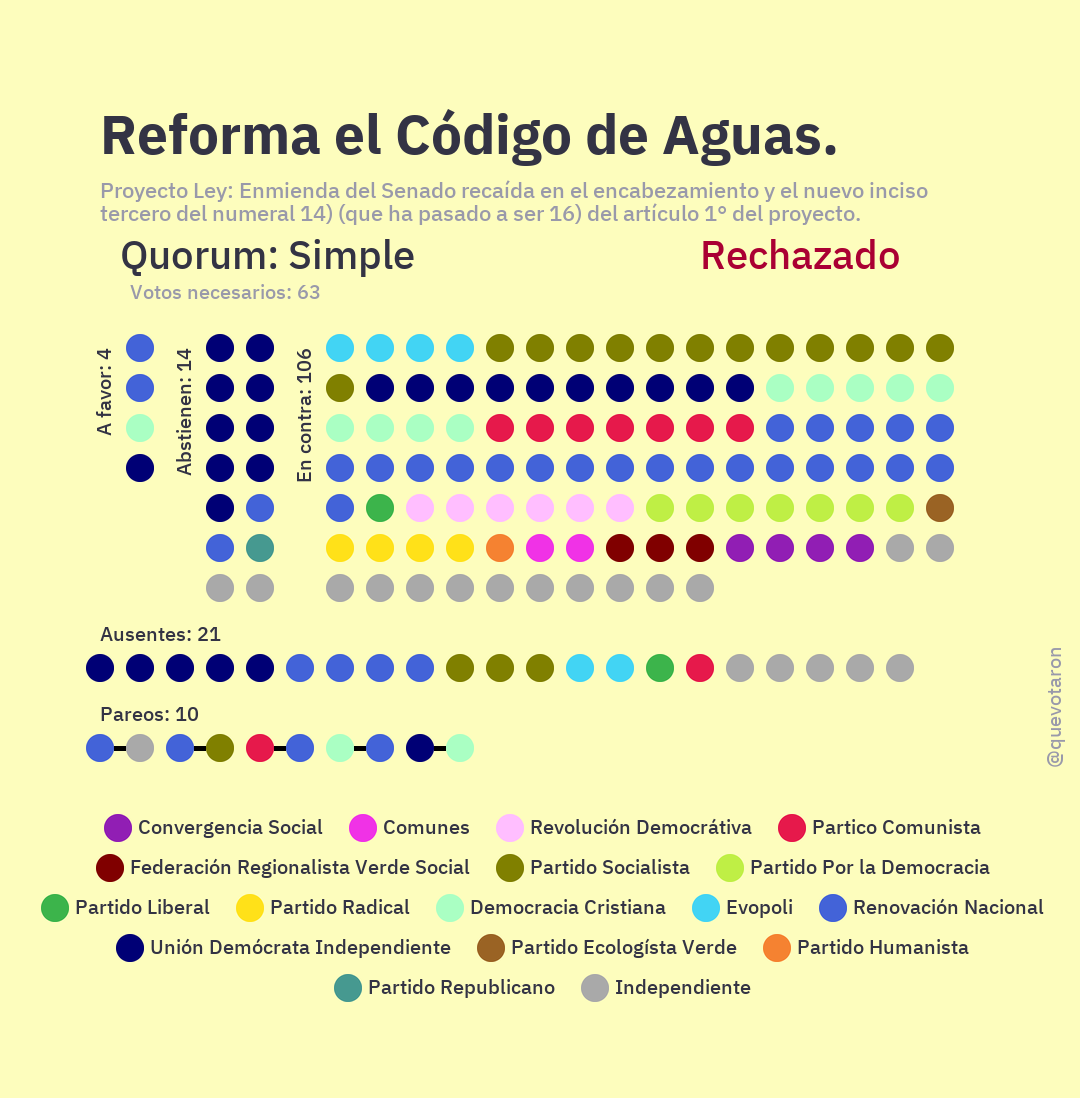 Reforma el Código de Aguas.
Proyecto Ley: Enmienda del Senado recaída en el encabezamiento y el nuevo inciso
tercero del numeral 14) (que ha pasado a ser 16) del artículo 1° del proyecto.
Quorum: Simple
Rechazado
Votos necesarios: 63
A favor: 4
Abstienen: 14
En contra: 106
Ausentes: 21
Pareos: 10
@quevotaron
Convergencia Social Comunes Revolución Democrátiva Partico Comunista
Federación Regionalista Verde Social Partido Socialista Partido Por la Democracia
Partido Liberal Partido Radical Democracia Cristiana Evopoli Renovación Nacional
Unión Demócrata Independiente Partido Ecologísta Verde Partido Humanista
Partido Republicano Independiente